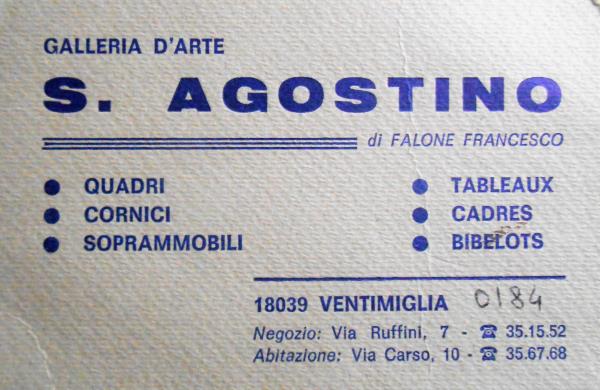 GALLERIA D'ARTE
S. AGOSTINO
di FALONE FRANCESCO
● QUADRI
● CORNICI
● SOPRAMMOBILI
● TABLEAUX
● CADRES
● BIBELOTS
18039 VENTIMIGLIA 0184
Negozio: Via Ruffini, 7 - ☎ 35.15.52
Abitazione: Via Carso, 10 - ☎ 35.67.68